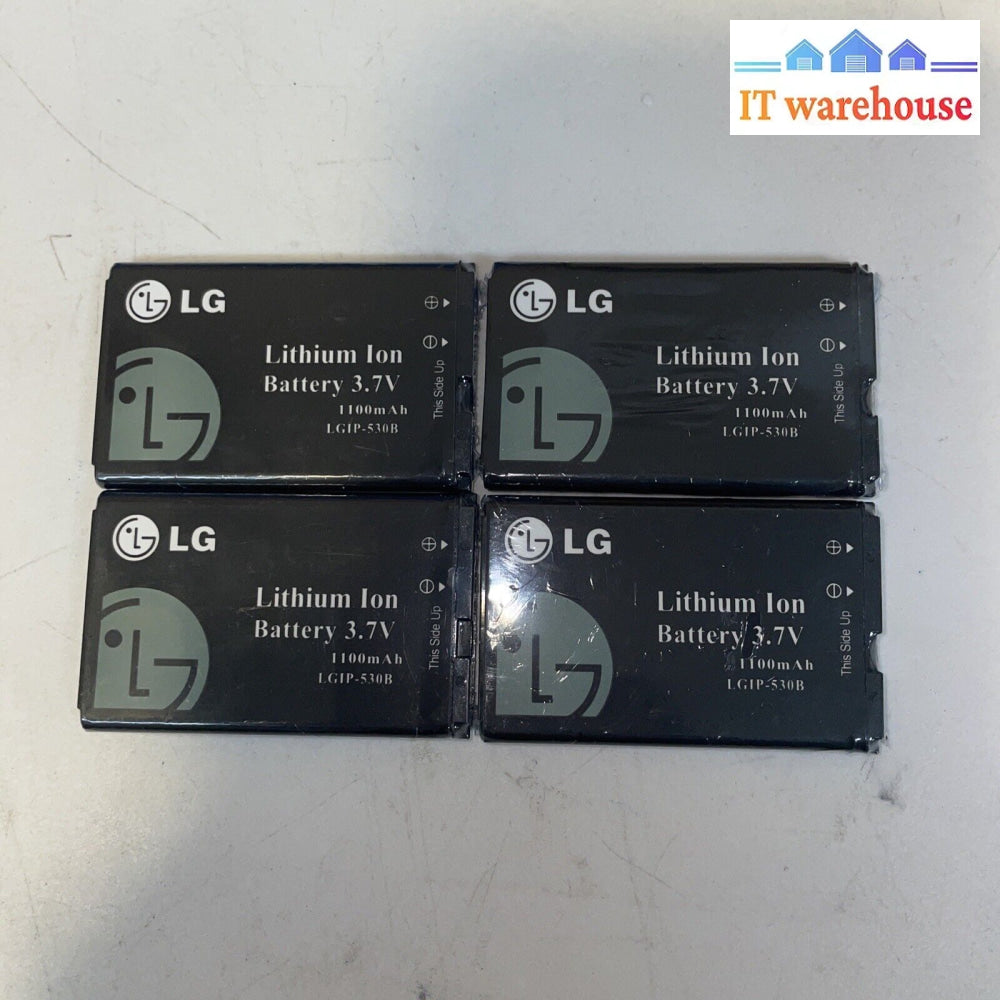 IT warehouse
LG
Lithium Ion
Battery 3.7V
1100mAh
LGIP-530B
This Side Up
LG
Lithium Ion
Battery 3.7V
1100mAh
LGIP-530B
This Side Up
LG
Lithium Ion
Battery 3.7V
1100mAh
LGIP-530B
This Side Up
LG
Lithium Ion
Battery 3.7V
1100mAh
LGIP-530B
This Side Up